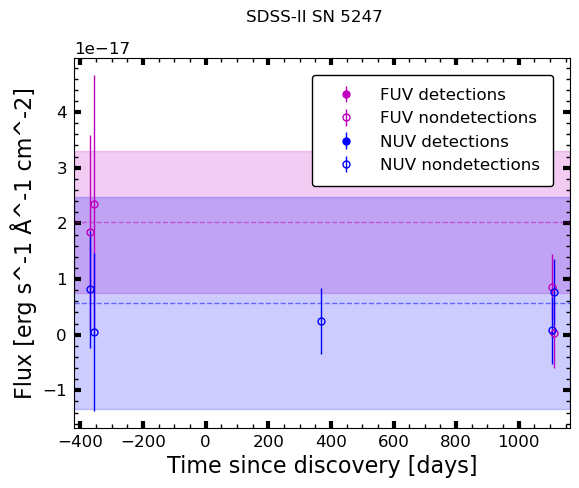 SDSS-II SN 5247
1e−17
FUV detections
FUV nondetections
NUV detections
NUV nondetections
4
3
2
1
0
−1
Flux [erg s^-1 Å^-1 cm^-2]
−400 −200 0 200 400 600 800 1000
Time since discovery [days]